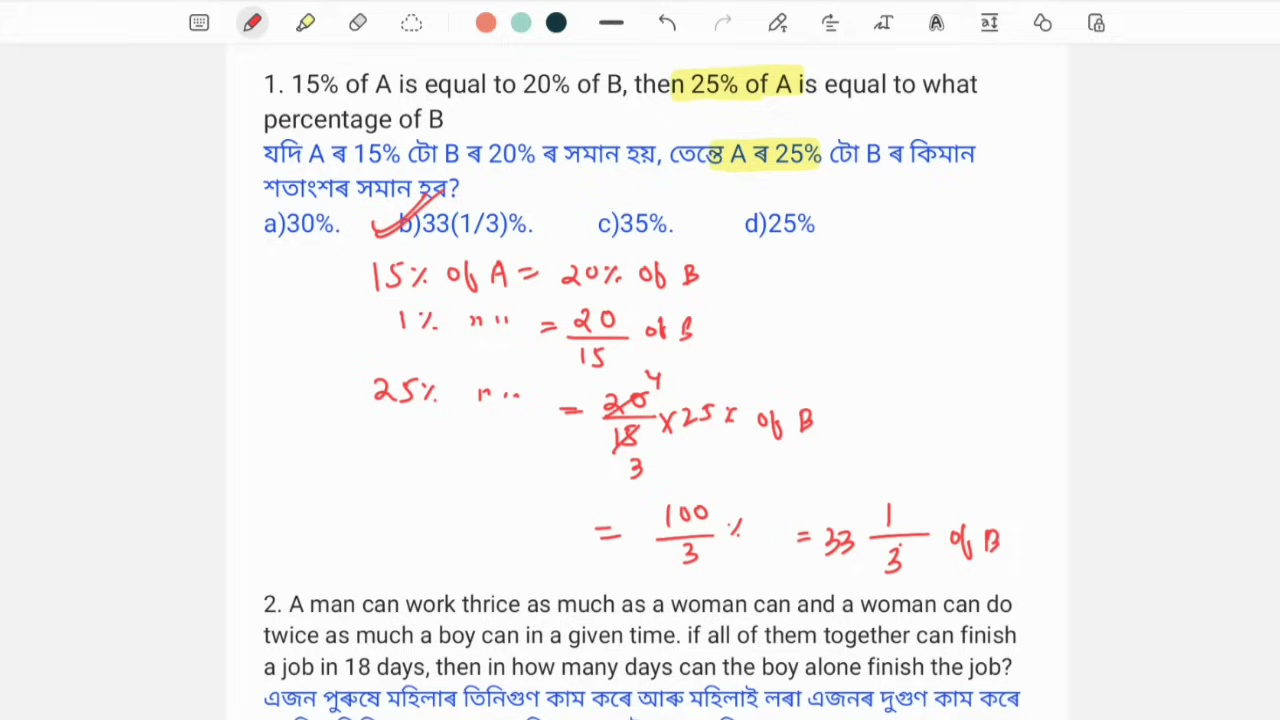 1. 15% of A is equal to 20% of B, then 25% of A is equal to what
percentage of B
যদি A ৰ 15% টো B ৰ 20% ৰ সমান হয়, তেন্তে A ৰ 25% টো B ৰ কিমান
শতাংশৰ সমান হব?
a)30%. b)33(1/3)%. c)35%. d)25%
15% of A = 20% of B
1% " " = 20/15 of B
25% " " = 20/15 × 25% of B
4
3
= 100/3 % = 33 1/3 of B
2. A man can work thrice as much as a woman can and a woman can do
twice as much a boy can in a given time. if all of them together can finish
a job in 18 days, then in how many days can the boy alone finish the job?
এজন পুৰুষে মহিলাৰ তিনিগুণ কাম কৰে আৰু মহিলাই লৰা এজনৰ দুগুণ কাম কৰে